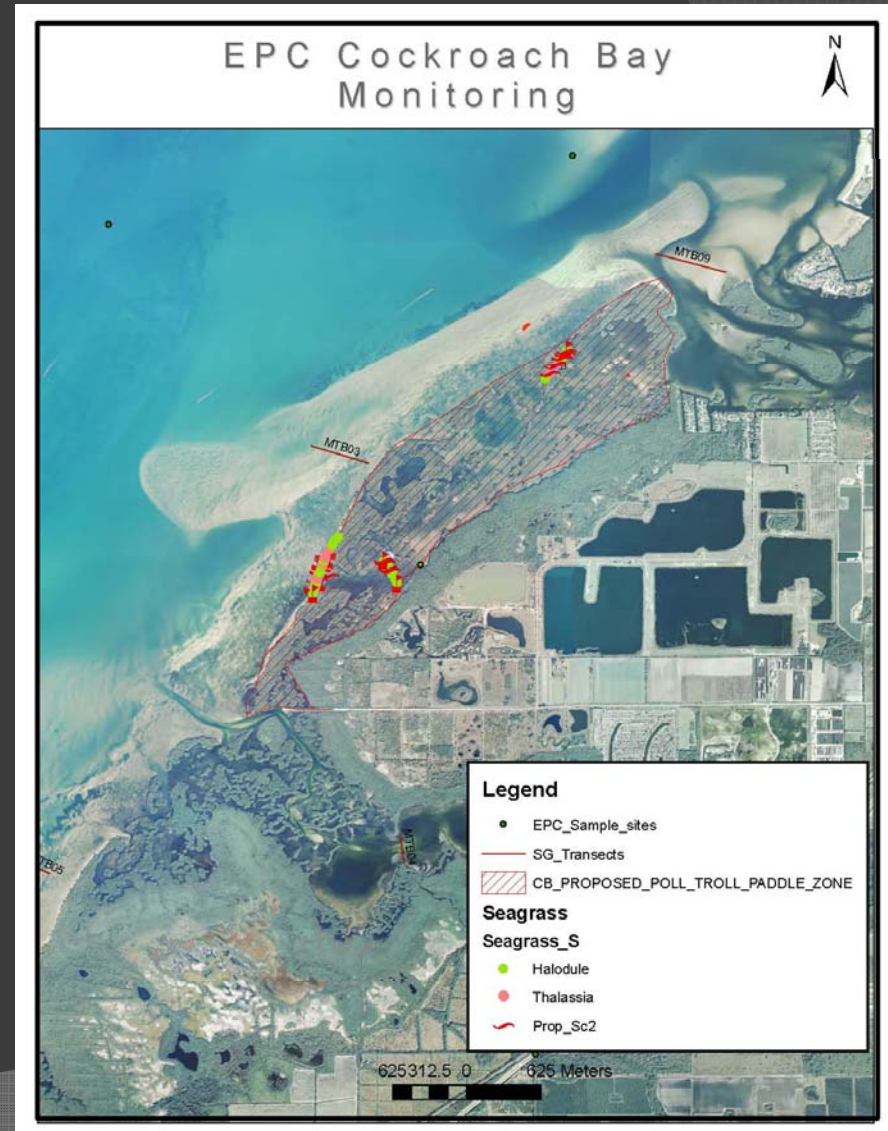 EPC Cockroach Bay
Monitoring
N
MTB09
MTB03
MTB04
Legend
EPC_Sample_sites
SG_Transects
CB_PROPOSED_POLL_TROLL_PADDLE_ZONE
Seagrass
Seagrass_S
Halodule
Thalassia
Prop_Sc2
625312.5 0 625 Meters